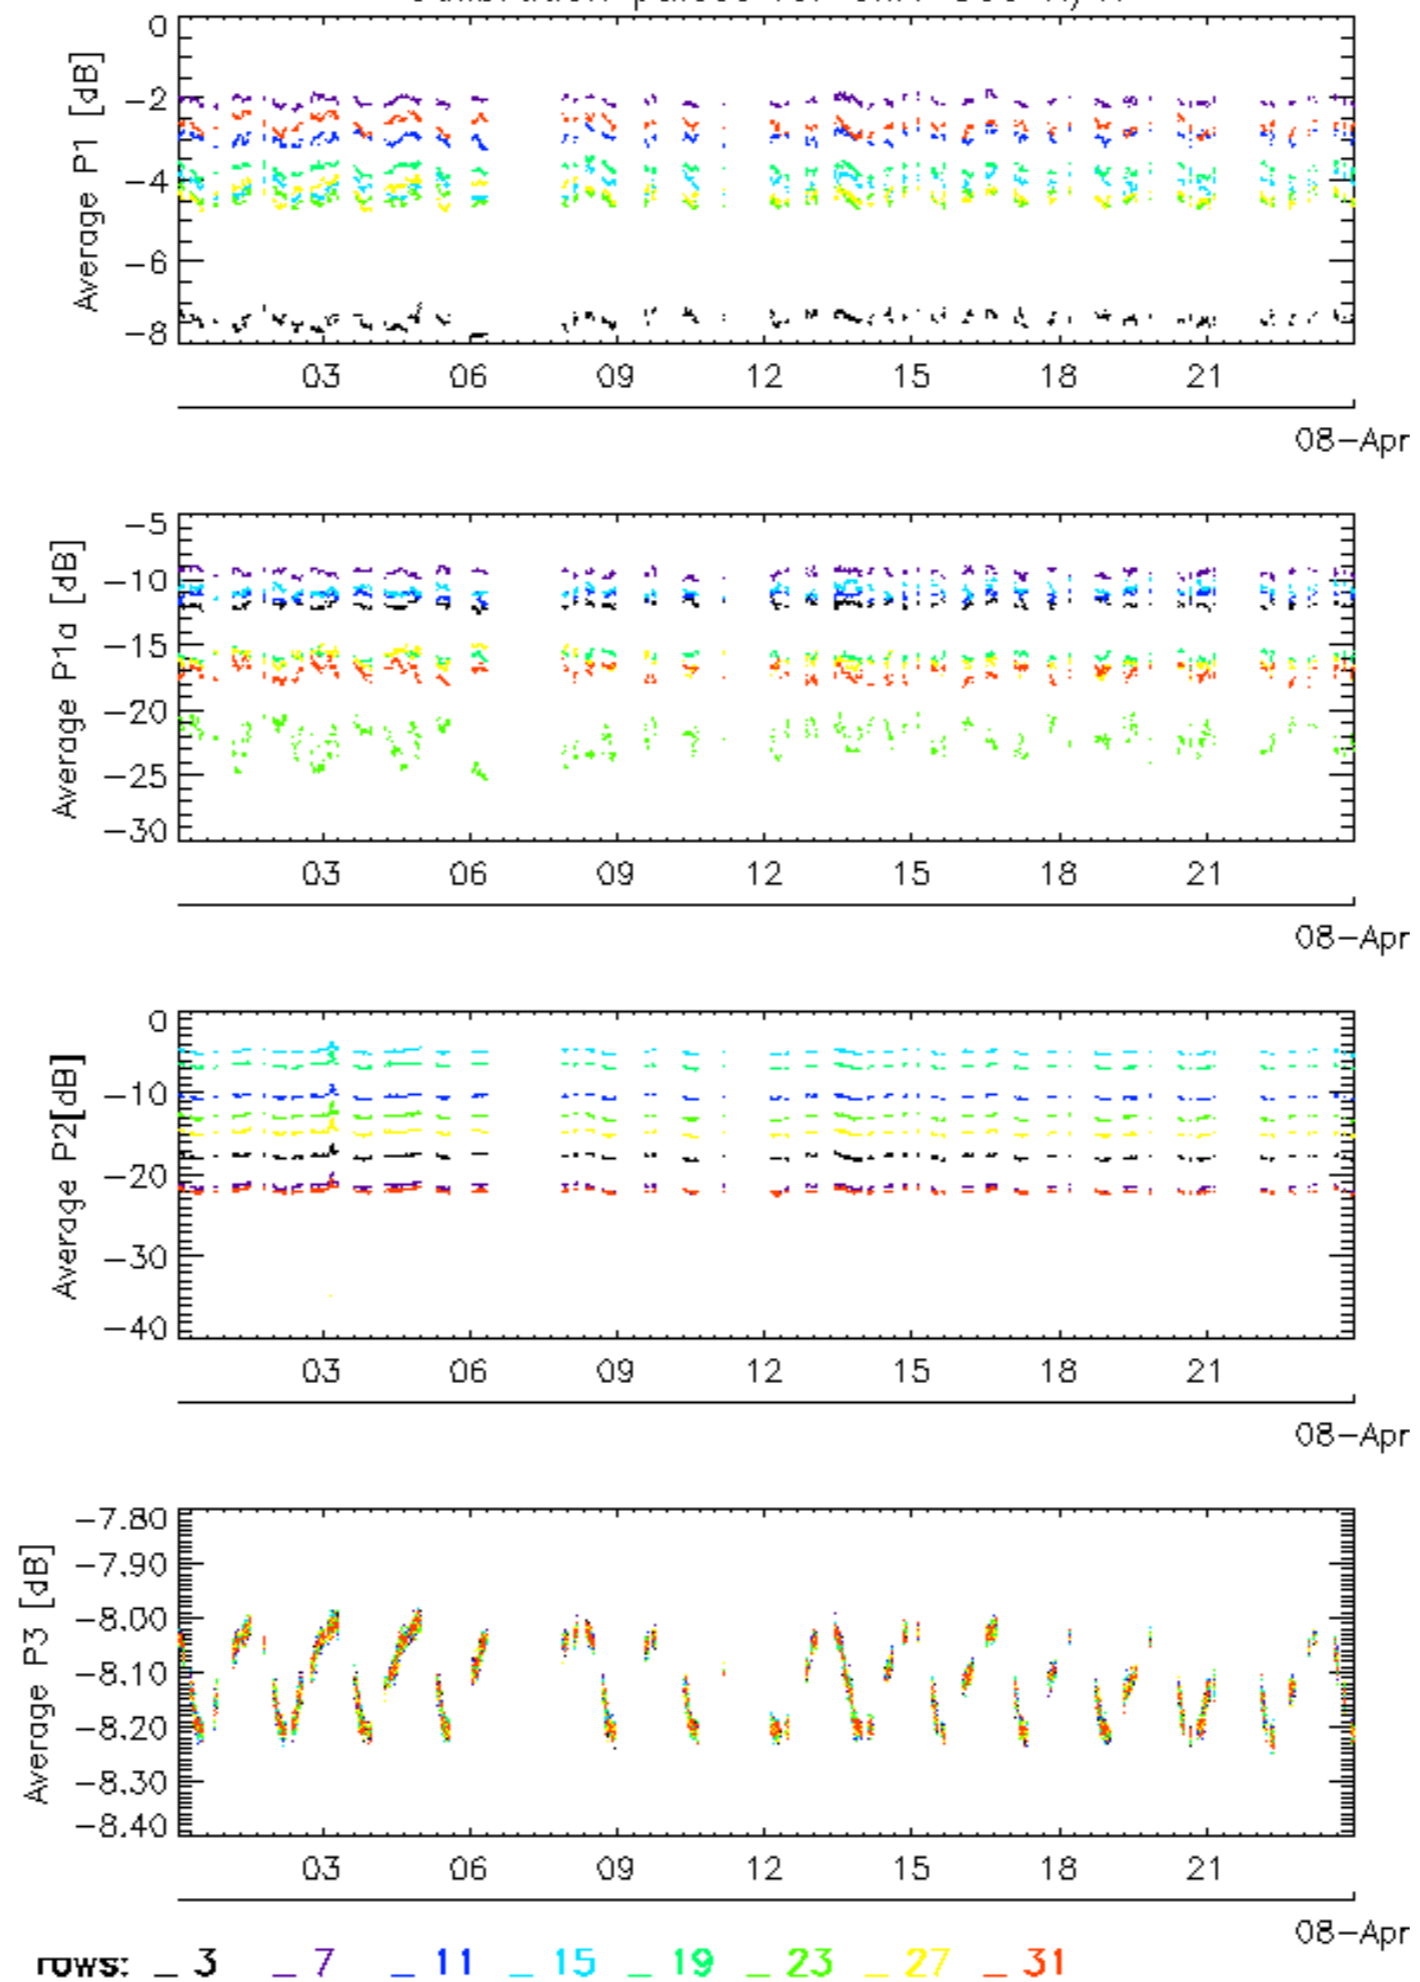 0
-2
-4
-6
-8
Average P1 [dB]
03 06 09 12 15 18 21
08-Apr
-5
-10
-15
-20
-25
-30
Average P1a [dB]
03 06 09 12 15 18 21
08-Apr
0
-10
-20
-30
-40
Average P2[dB]
03 06 09 12 15 18 21
08-Apr
-7.80
-7.90
-8.00
-8.10
-8.20
-8.30
-8.40
Average P3 [dB]
03 06 09 12 15 18 21
08-Apr
rows: _ 3 _ 7 _ 11 _ 15 _ 19 _ 23 _ 27 _ 31